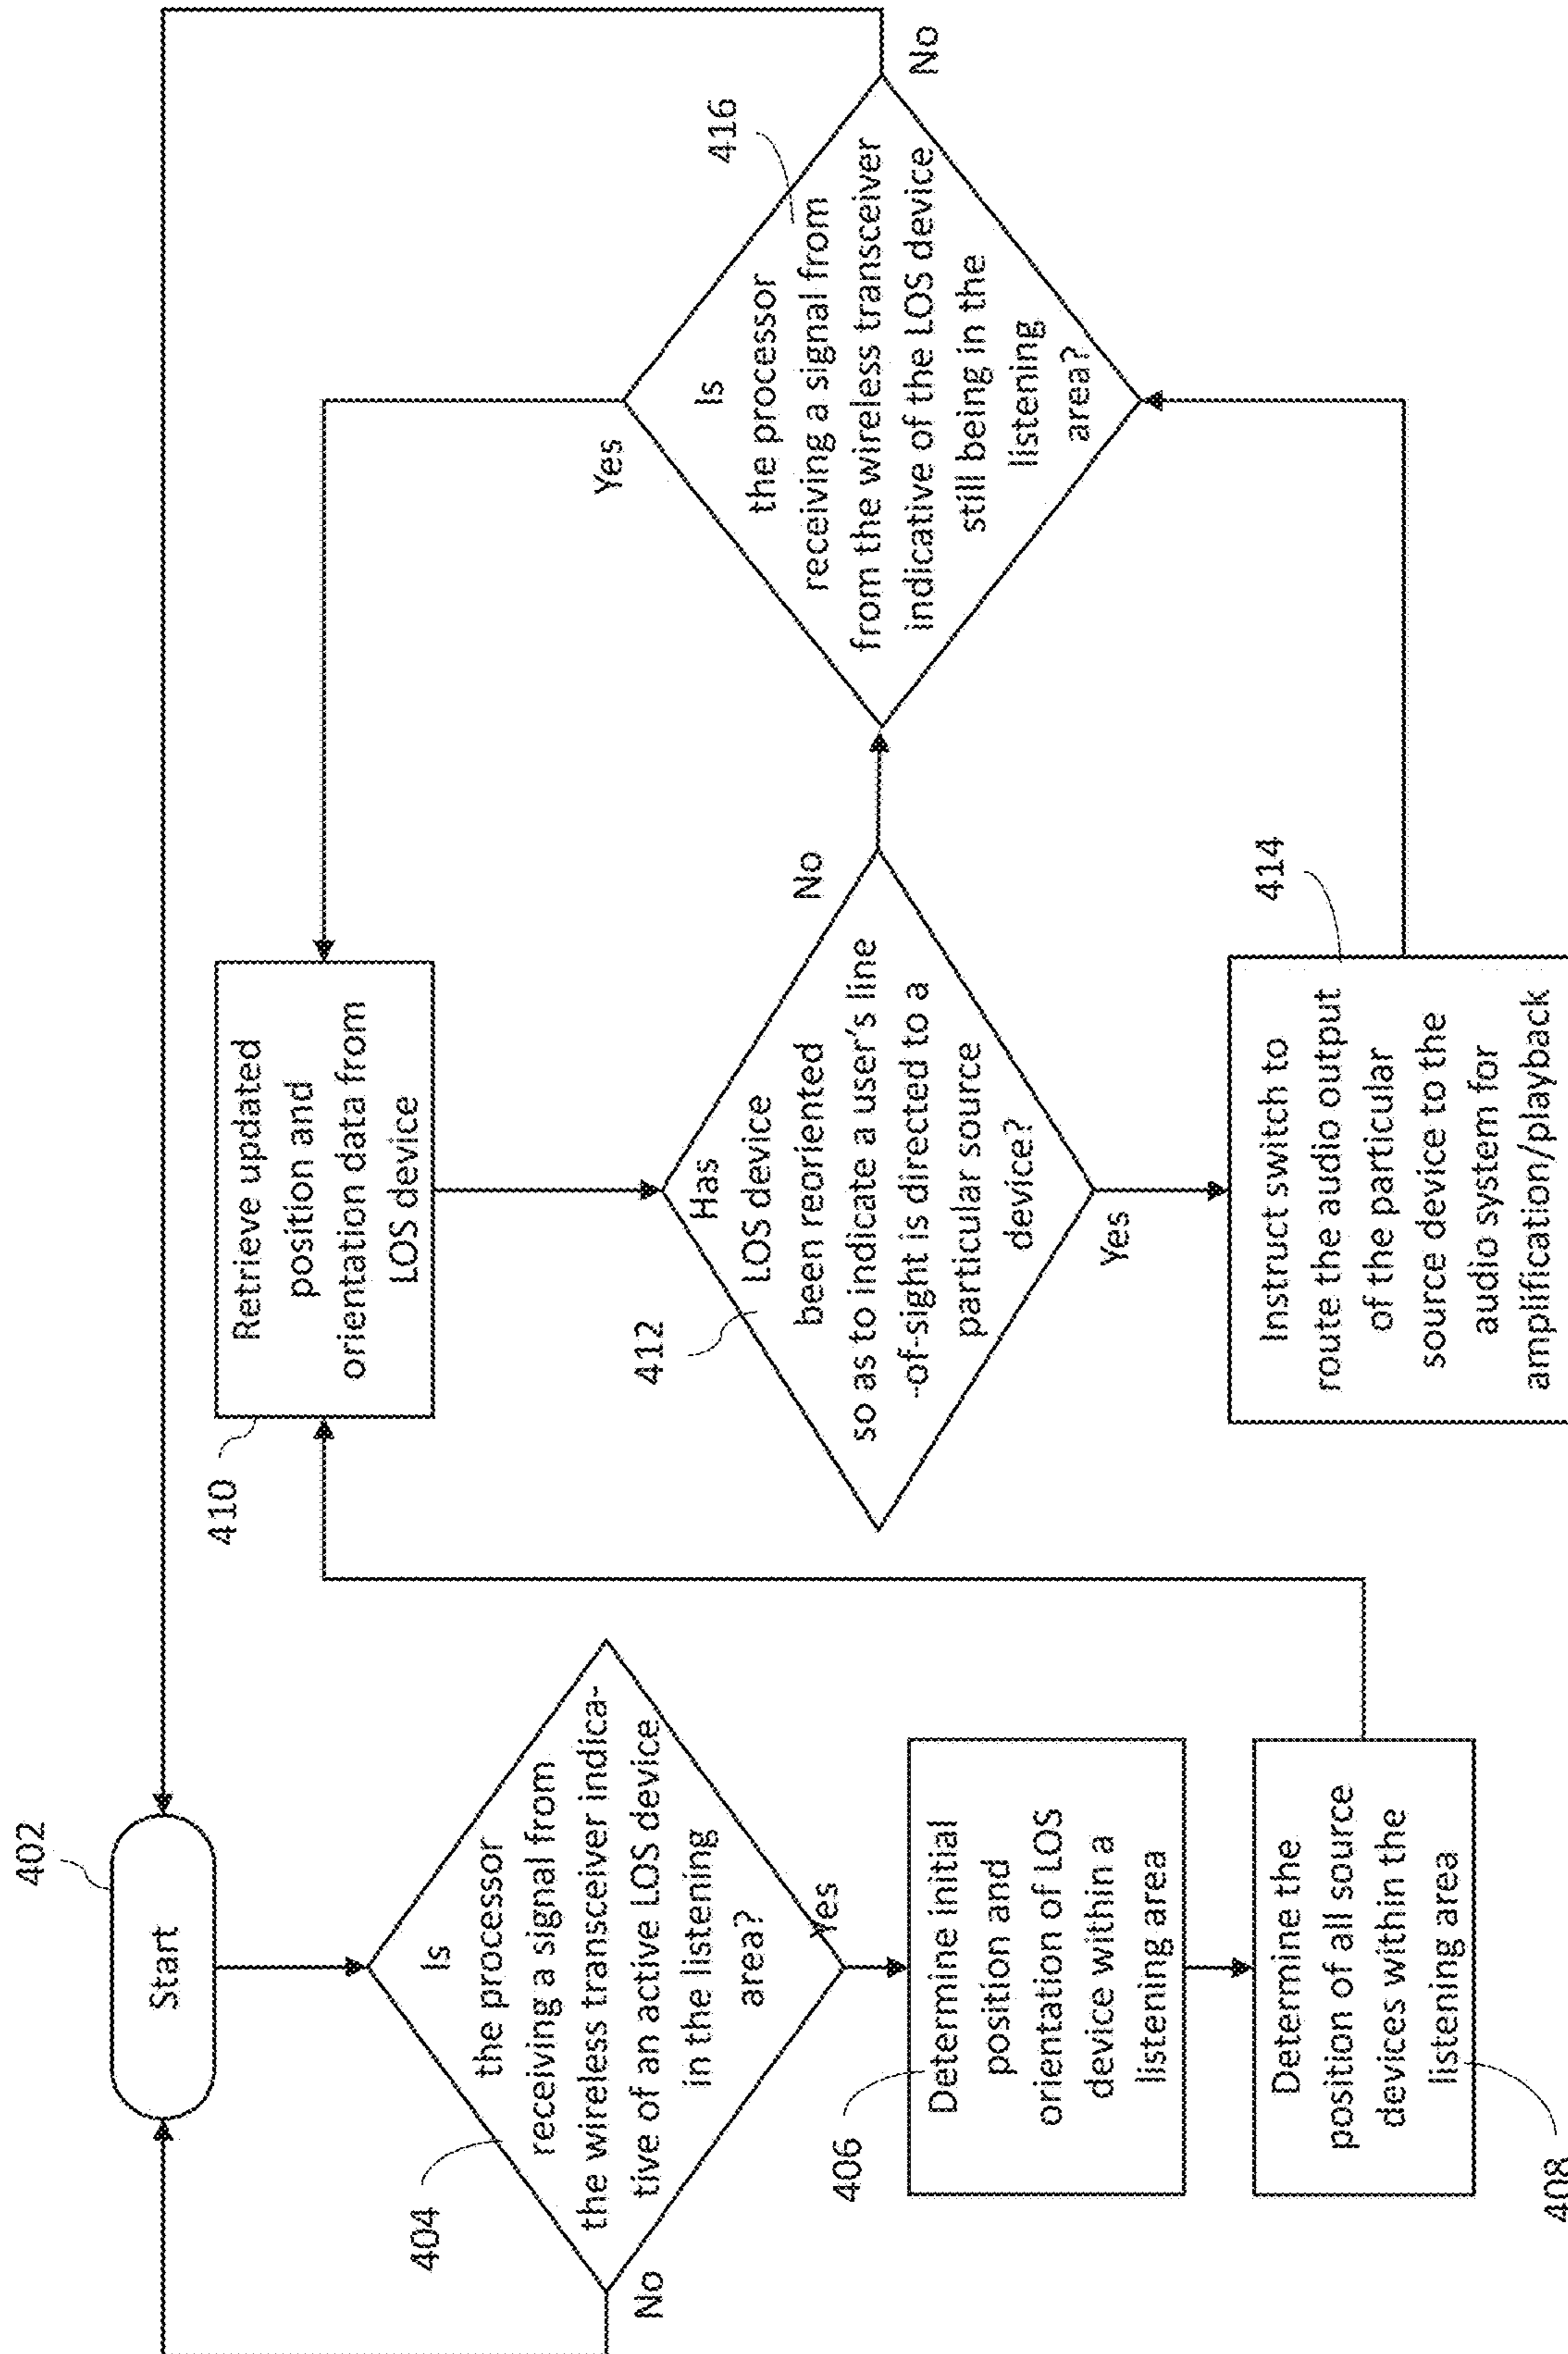 402
Start
404
Is
the processor
receiving a signal from
the wireless transceiver indica-
tive of an active LOS device
in the listening
area?
No
Yes
406
Determine initial
position and
orientation of LOS
device within a
listening area
408
Determine the
position of all source
devices within the
listening area
410
Retrieve updated
position and
orientation data from
LOS device
412
Has
LOS device
been reoriented
so as to indicate a user's line
-of-sight is directed to a
particular source
device?
No
Yes
414
Instruct switch to
route the audio output
of the particular
source device to the
audio system for
amplification/playback
416
Is
the processor
receiving a signal from
from the wireless transceiver
indicative of the LOS device
still being in the
listening
area?
Yes
No